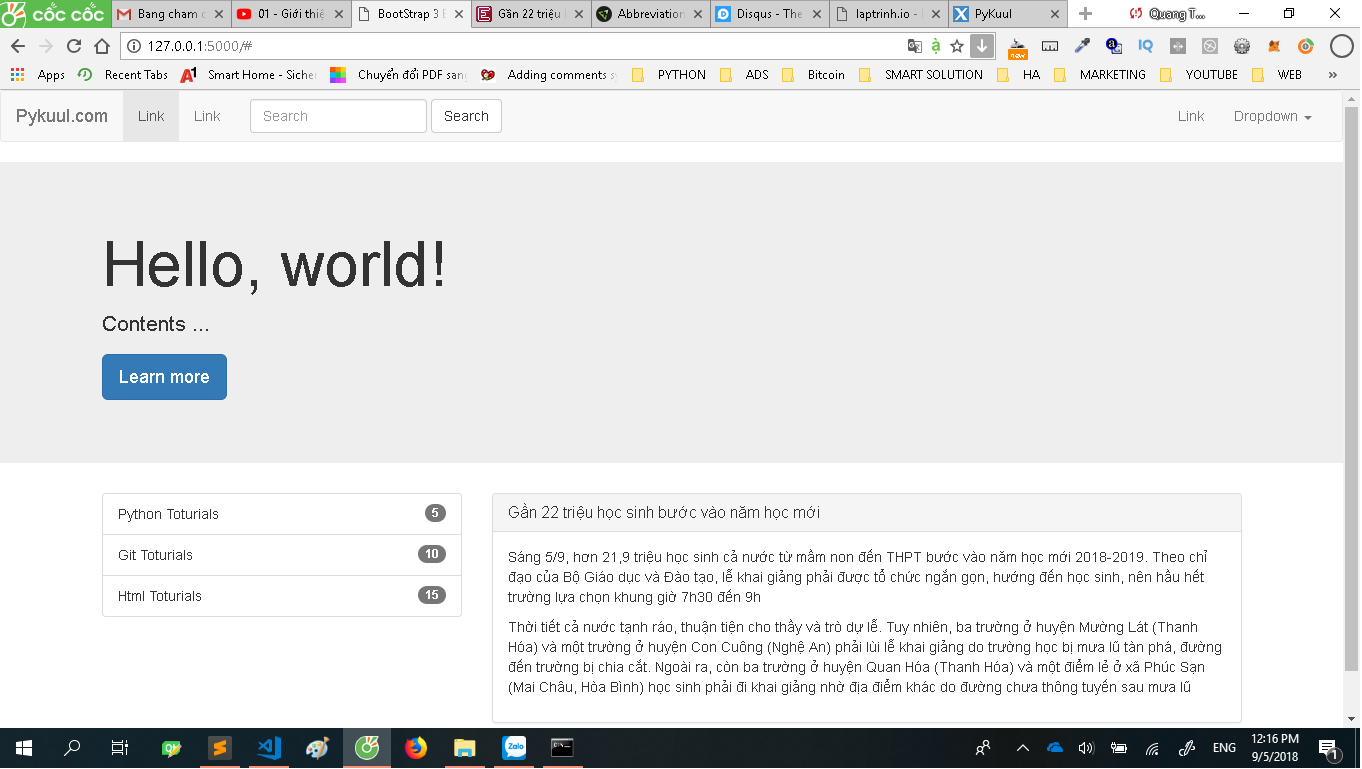 cốc cốc
Bang cham c
01 - Giới thiệ
BootStrap 3 E
Gần 22 triệu
Abbreviation
Disqus - The
laptrinh.io -
PyKuul
Quang T...
127.0.0.1:5000/#
new
IQ
Apps
Recent Tabs
Smart Home - Sicher
Chuyển đổi PDF sang
Adding comments sy
PYTHON
ADS
Bitcoin
SMART SOLUTION
HA
MARKETING
YOUTUBE
WEB
»
Pykuul.com Link Link Search Search Link Dropdown
Hello, world!
Contents ...
Learn more
Python Toturials 5
Git Toturials 10
Html Toturials 15
Gần 22 triệu học sinh bước vào năm học mới
Sáng 5/9, hơn 21,9 triệu học sinh cả nước từ mầm non đến THPT bước vào năm học mới 2018-2019. Theo chỉ
đạo của Bộ Giáo dục và Đào tạo, lễ khai giảng phải được tổ chức ngắn gọn, hướng đến học sinh, nên hầu hết
trường lựa chọn khung giờ 7h30 đến 9h
Thời tiết cả nước tạnh ráo, thuận tiện cho thầy và trò dự lễ. Tuy nhiên, ba trường ở huyện Mường Lát (Thanh
Hóa) và một trường ở huyện Con Cuông (Nghệ An) phải lùi lễ khai giảng do trường học bị mưa lũ tàn phá, đường
đến trường bị chia cắt. Ngoài ra, còn ba trường ở huyện Quan Hóa (Thanh Hóa) và một điểm lẻ ở xã Phúc Sạn
(Mai Châu, Hòa Bình) học sinh phải đi khai giảng nhờ địa điểm khác do đường chưa thông tuyến sau mưa lũ
Zalo
ENG
12:16 PM
9/5/2018
1